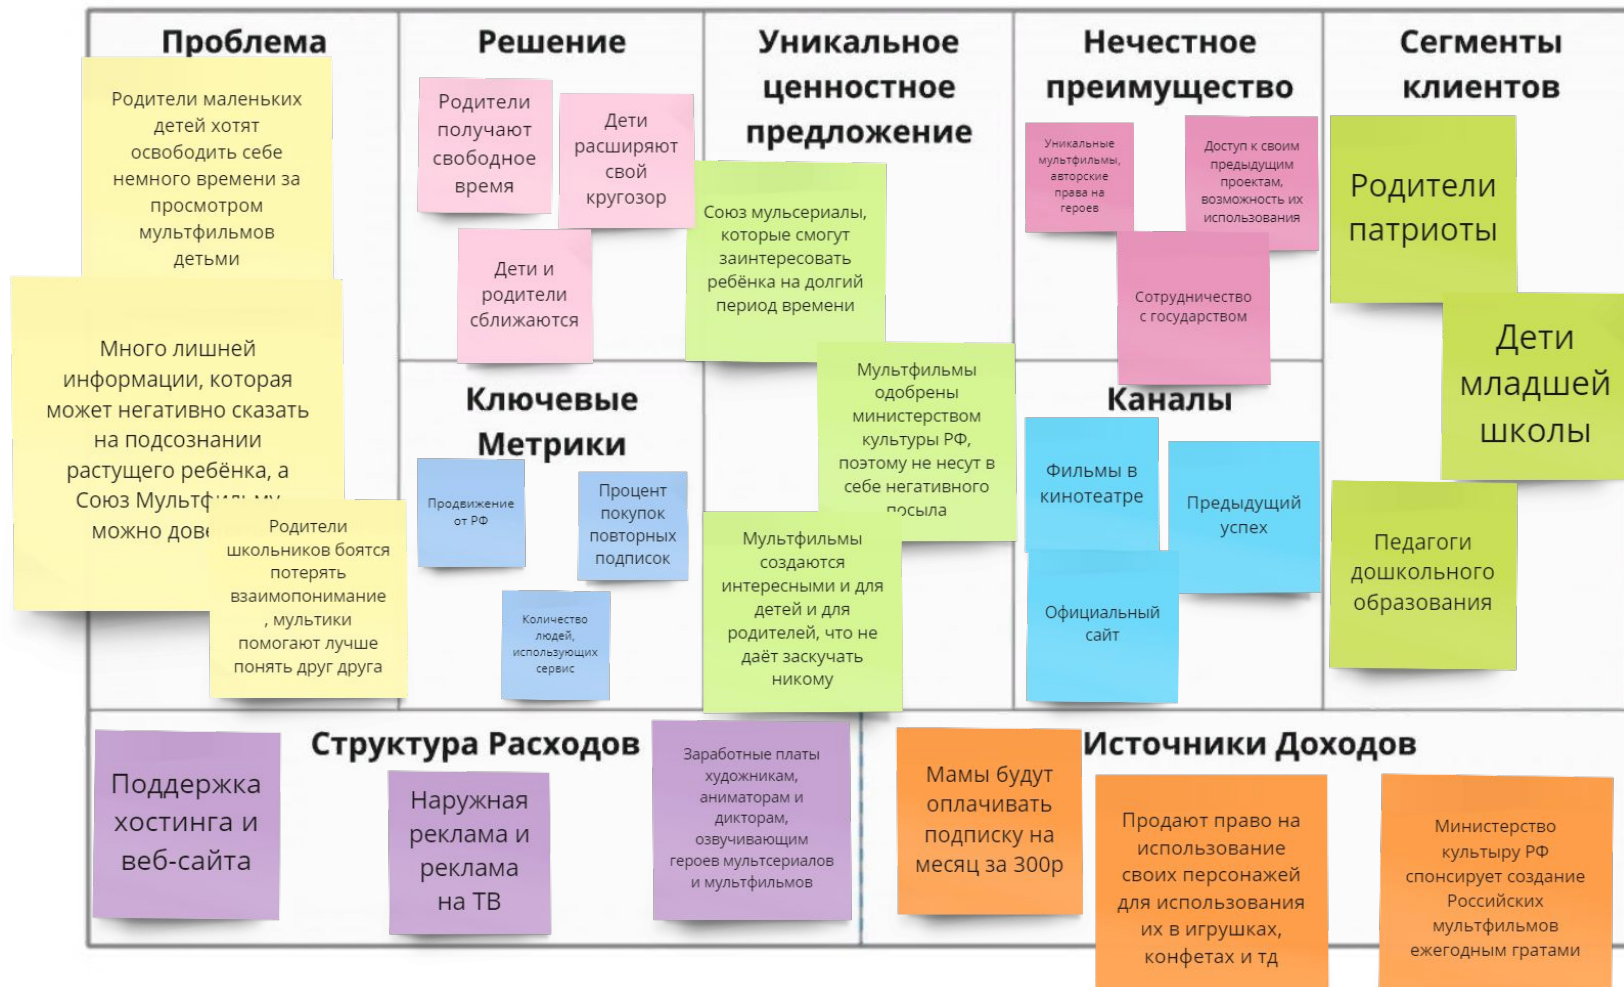 Проблема
Родители маленьких
детей хотят
освободить себе
немного времени за
просмотром
мультфильмов
детьми
Много лишней
информации, которая
может негативно сказать
на подсознании
растущего ребёнка, а
Союз
можно
Родители
школьников боятся
потерять
взаимопонимание
, мультики
помогают лучше
понять друг друга
Решение
Родители
получают
свободное
время
Дети
расширяют
свой
кругозор
Дети и
родители
сближаются
Ключевые
Метрики
Продвижение
от РФ
Процент
покупок
повторных
подписок
Количество
людей,
использующих
сервис
Уникальное
ценностное
предложение
Союз мульсериалы,
которые смогут
заинтересовать
ребёнка на долгий
период времени
Мультфильмы
одобрены
министерством
культуры РФ,
поэтому не несут в
себе негативного
посыла
Мультфильмы
создаются
интересными и для
детей и для
родителей, что не
даёт заскучать
никому
Нечестное
преимущество
Уникальные
мультфильмы,
авторские
права на
героев
Доступ к своим
предыдущим
проектам,
возможность их
использования
Сотрудничество
с государством
Каналы
Фильмы в
кинотеатре
Предыдущий
успех
Официальный
сайт
Сегменты
клиентов
Родители
патриоты
Дети
младшей
школы
Педагоги
дошкольного
образования
Структура Расходов
Поддержка
хостинга и
веб-сайта
Наружная
реклама и
реклама
на ТВ
Заработные платы
художникам,
аниматорам и
дикторам,
озвучивающим
героев мультсериалов
и мультфильмов
Источники Доходов
Мамы будут
оплачивать
подписку на
месяц за 300р
Продают право на
использование
своих персонажей
для использования
их в игрушках,
конфетах и тд
Министерство
культыру РФ
спонсирует создание
Российских
мультфильмов
ежегодным гратами